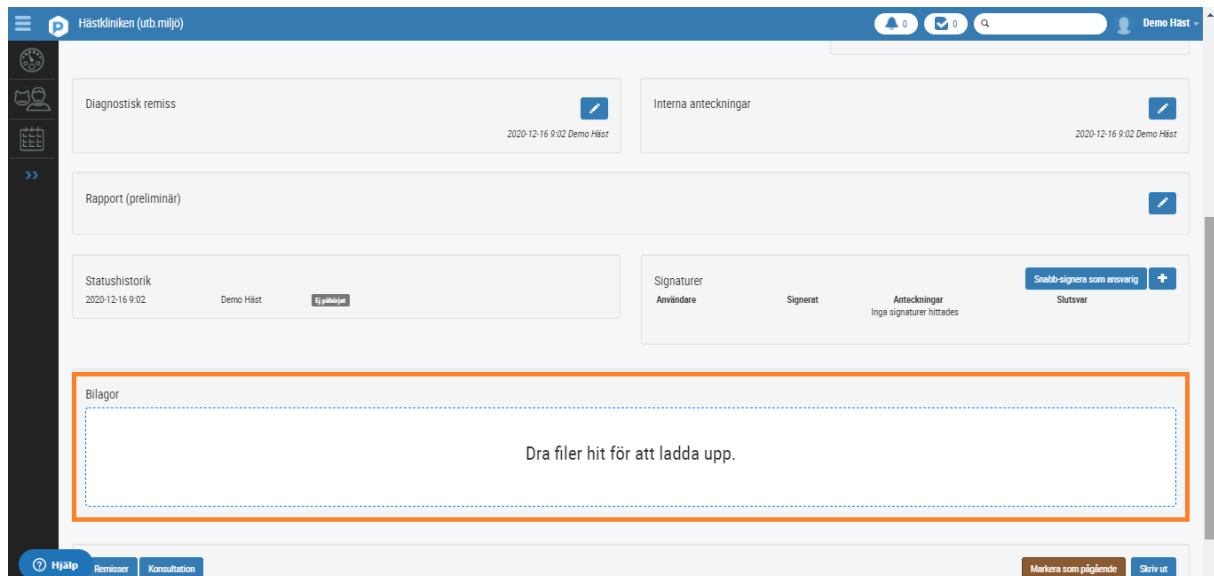 Hästkliniken (utb.miljö)
0
0
Demo Häst
Diagnostisk remiss
2020-12-16 9:02 Demo Häst
Interna anteckningar
2020-12-16 9:02 Demo Häst
Rapport (preliminär)
Statushistorik
2020-12-16 9:02 Demo Häst Ej påbörjat
Signaturer
Snabb-signera som ansvarig
Användare Signerat Anteckningar Slutsvar
Inga signaturer hittades
Bilagor
Dra filer hit för att ladda upp.
Hjälp
Remisser Konsultation
Markera som pågående Skriv ut